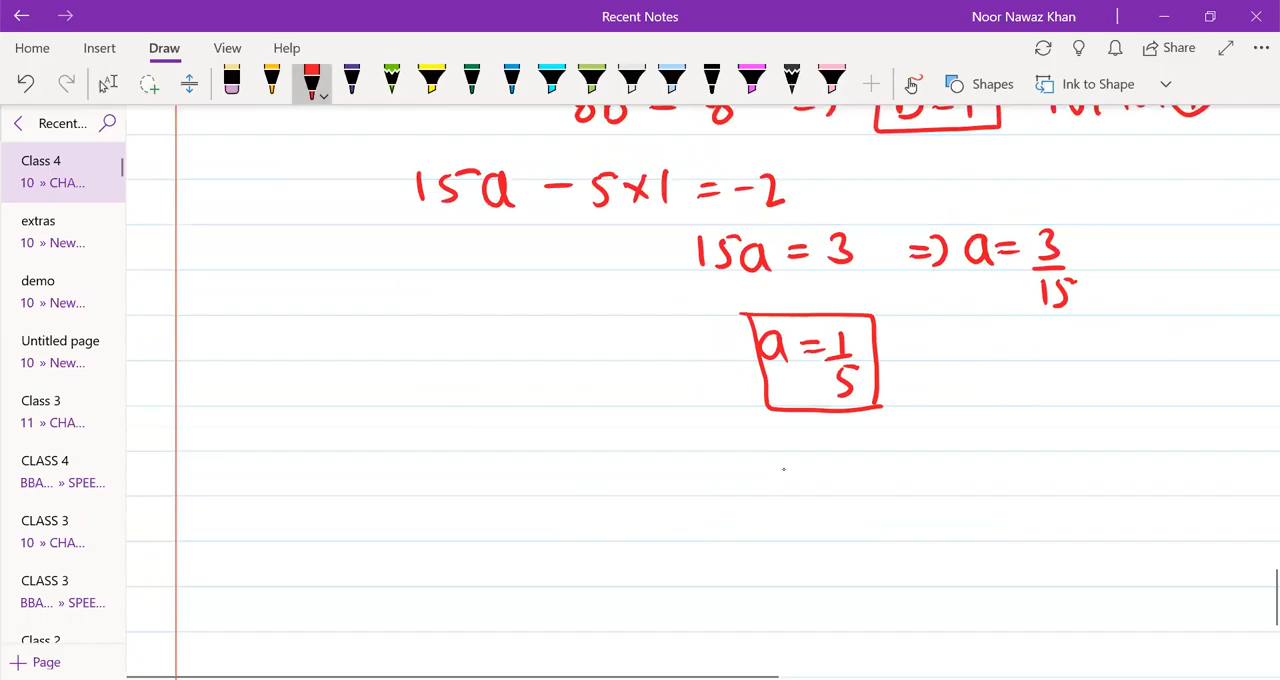 Recent Notes
Noor Nawaz Khan
Home Insert Draw View Help
Share
Shapes
Ink to Shape
Recent...
Class 4
10 » CHA...
extras
10 » New...
demo
10 » New...
Untitled page
10 » New...
Class 3
11 » CHA...
CLASS 4
BBA... » SPEE...
CLASS 3
10 » CHA...
CLASS 3
BBA... » SPEE...
Class 2
Page
15a - 5×1 = -2
15a = 3 => a = 3/15
a = 1/5